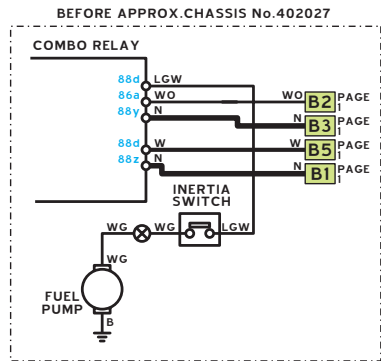 BEFORE APPROX.CHASSIS No.402027
COMBO RELAY
88d LGW
86a WO WO B2 PAGE 1
88y N N B3 PAGE 1
88d W W B5 PAGE 1
88z N N B1 PAGE 1
INERTIA
SWITCH
WG WG LGW
WG
FUEL
PUMP
B